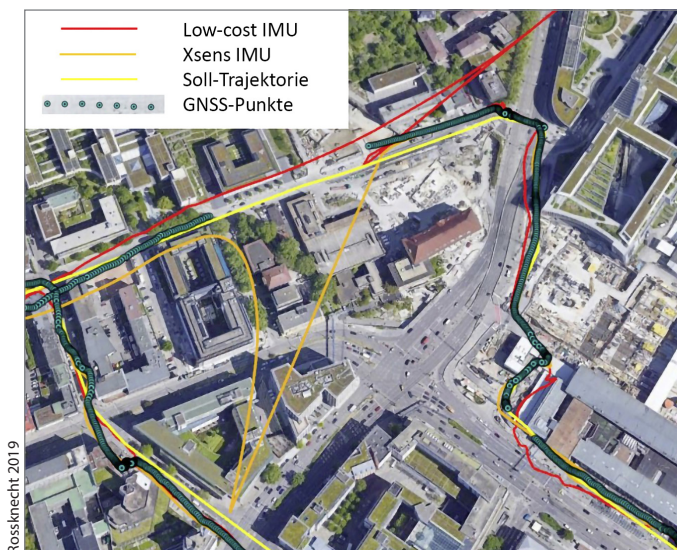 Low-cost IMU
Xsens IMU
Soll-Trajektorie
GNSS-Punkte
Rossknecht 2019